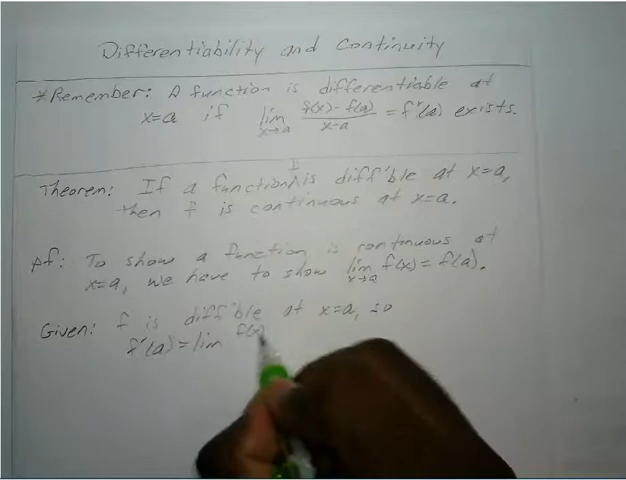 Differentiability and Continuity
*Remember: A function is differentiable at
x=a if lim x→a f(x)-f(a) / x-a = f'(a) exists.
Theorem: If a function f is diff'ble at x=a,
then f is continuous at x=a.
Pf: To show a function is continuous at
x=a, we have to show lim x→a f(x)=f(a).
Given: f is diff'ble at x=a, so
f'(a)=lim f(x)